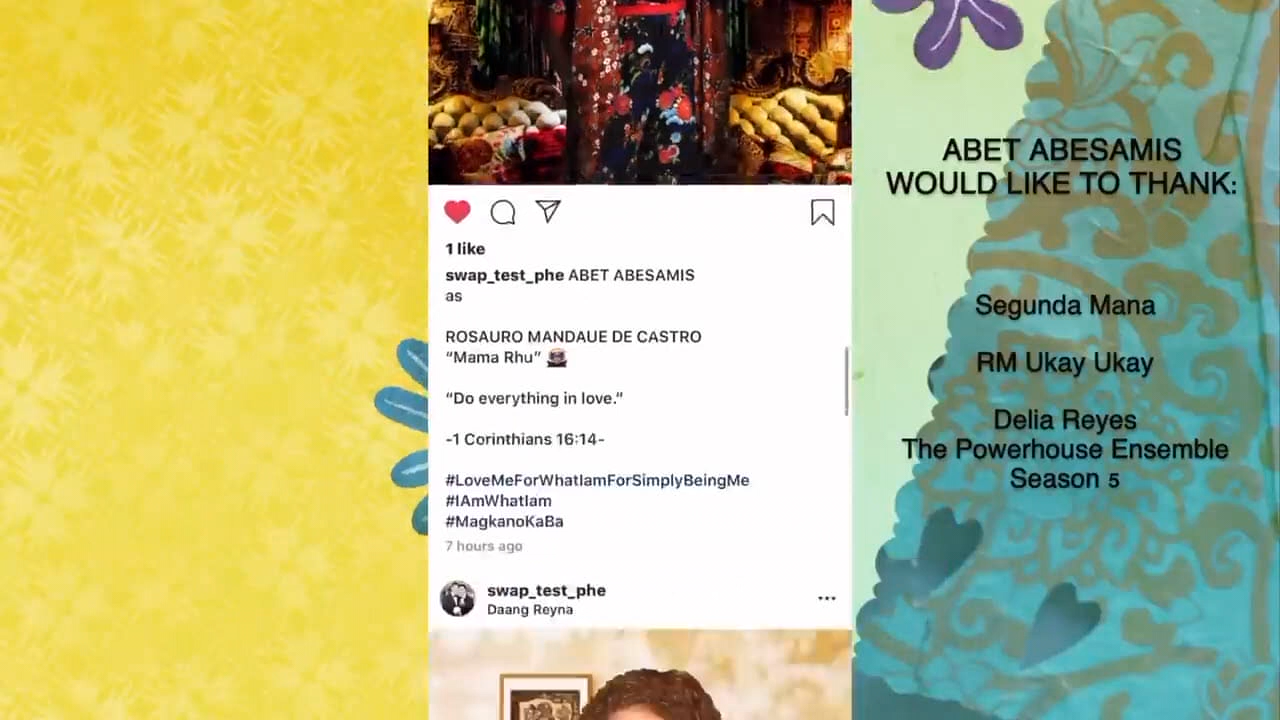 1 like
swap_test_phe ABET ABESAMIS
as
ROSAURO MANDAUE DE CASTRO
“Mama Rhu”
“Do everything in love.”
-1 Corinthians 16:14-
#LoveMeForWhatIamForSimplyBeingMe
#IAmWhatIam
#MagkanoKaBa
7 hours ago
swap_test_phe
Daang Reyna
ABET ABESAMIS
WOULD LIKE TO THANK:
Segunda Mana
RM Ukay Ukay
Delia Reyes
The Powerhouse Ensemble
Season 5